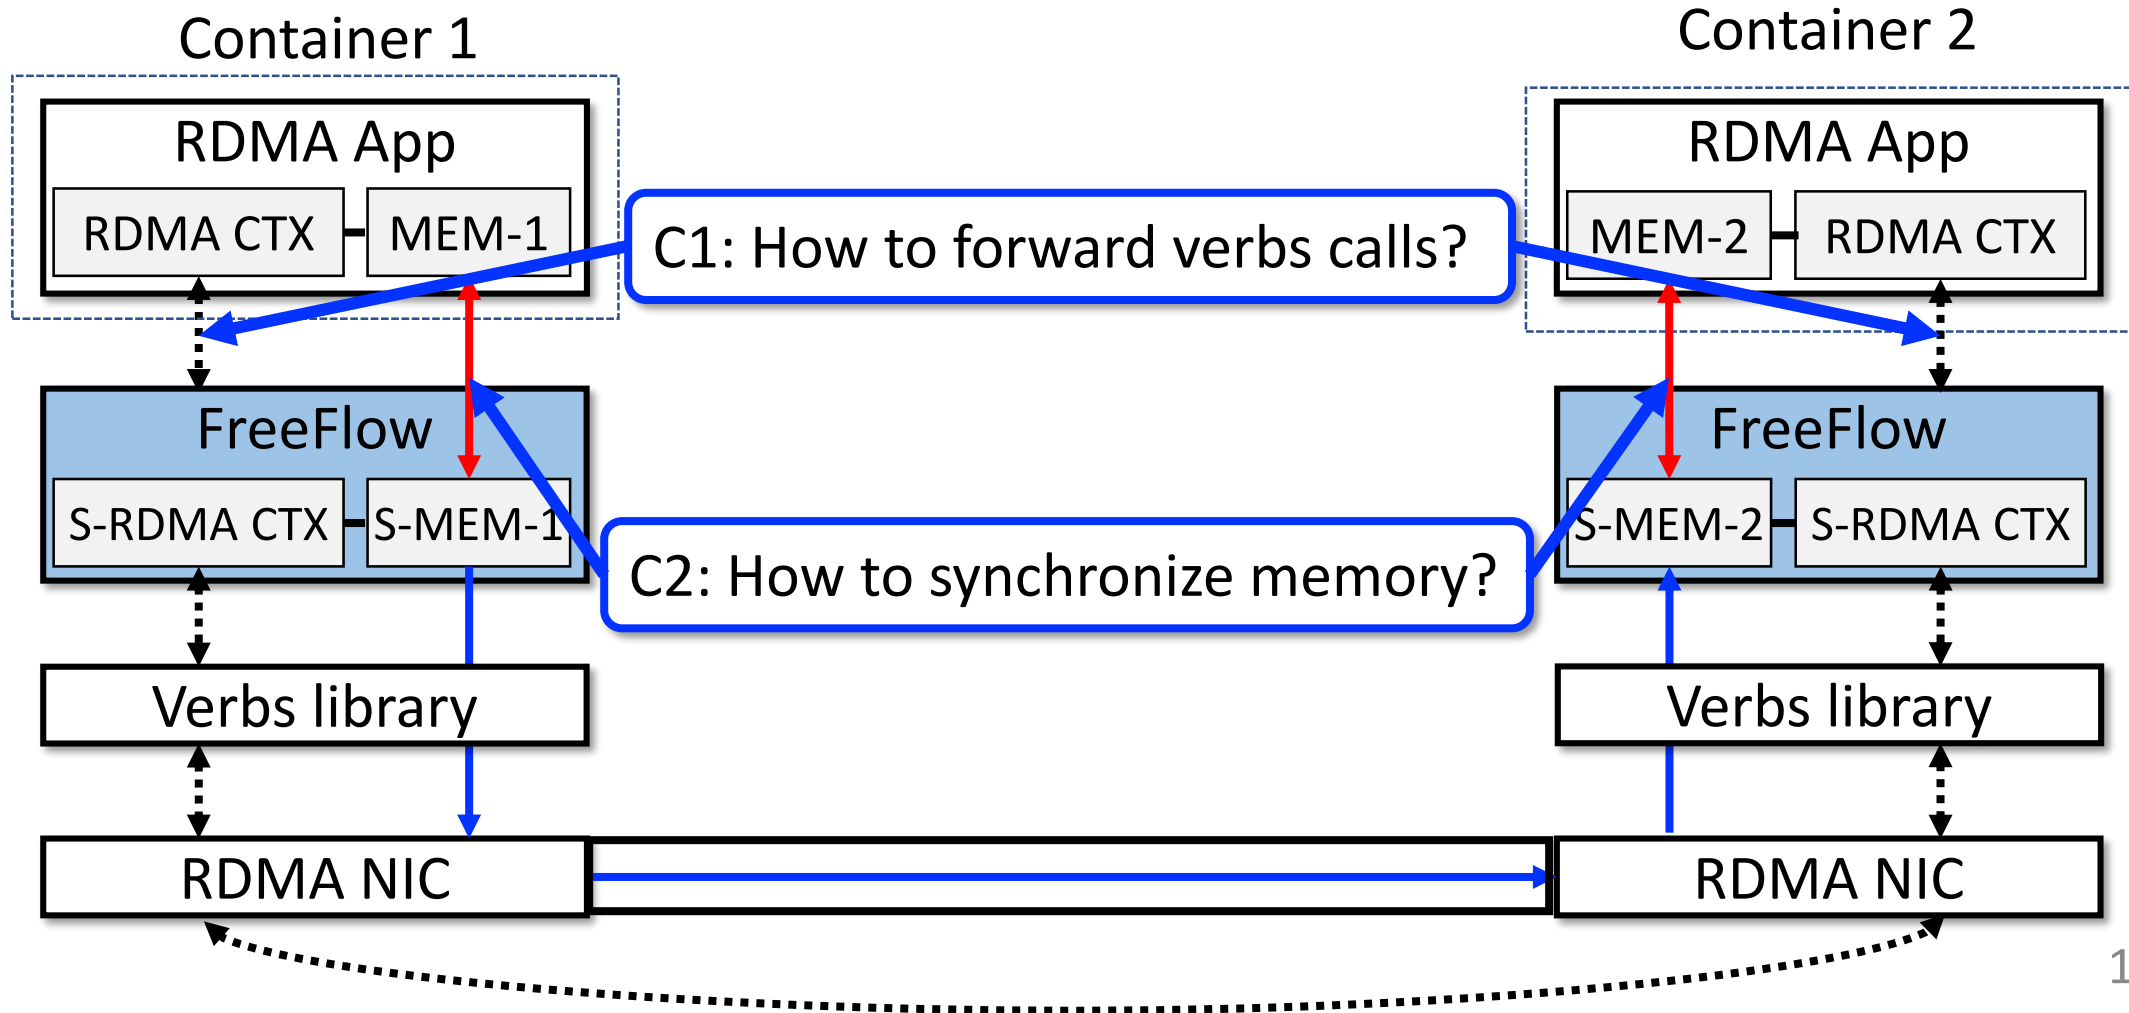 Container 1
Container 2
RDMA App
RDMA App
RDMA CTX
MEM-1
C1: How to forward verbs calls?
MEM-2
RDMA CTX
FreeFlow
FreeFlow
S-RDMA CTX
S-MEM-1
C2: How to synchronize memory?
S-MEM-2
S-RDMA CTX
Verbs library
Verbs library
RDMA NIC
RDMA NIC
1